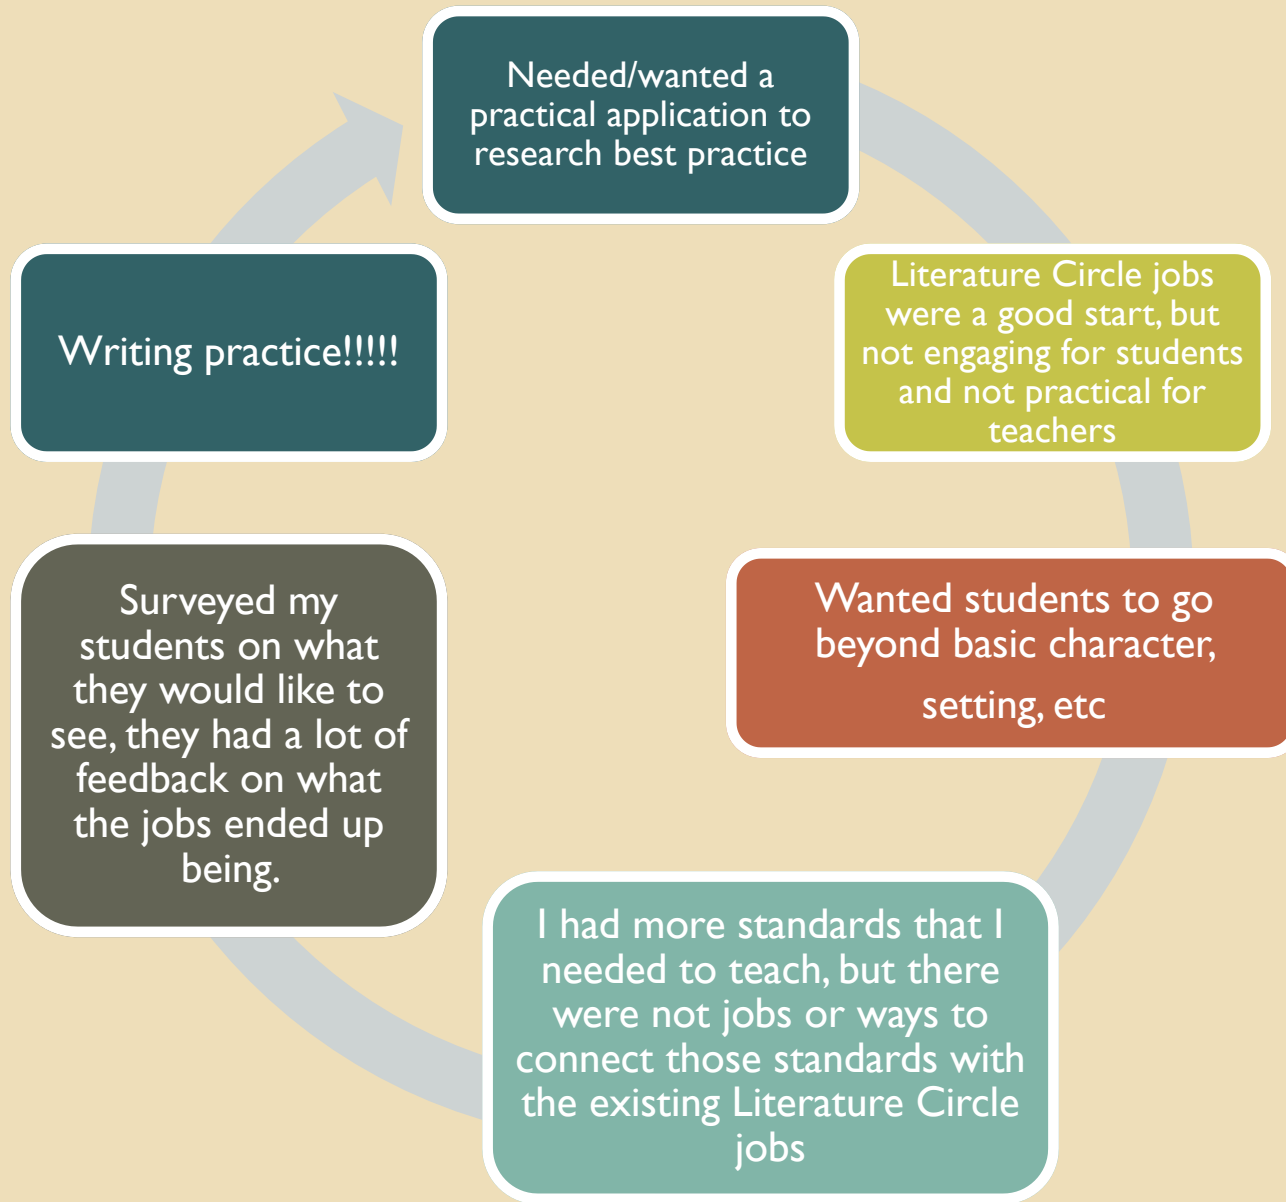 Needed/wanted a
practical application to
research best practice
Literature Circle jobs
were a good start, but
not engaging for students
and not practical for
teachers
Wanted students to go
beyond basic character,
setting, etc
I had more standards that I
needed to teach, but there
were not jobs or ways to
connect those standards with
the existing Literature Circle
jobs
Surveyed my
students on what
they would like to
see, they had a lot of
feedback on what
the jobs ended up
being.
Writing practice!!!!!